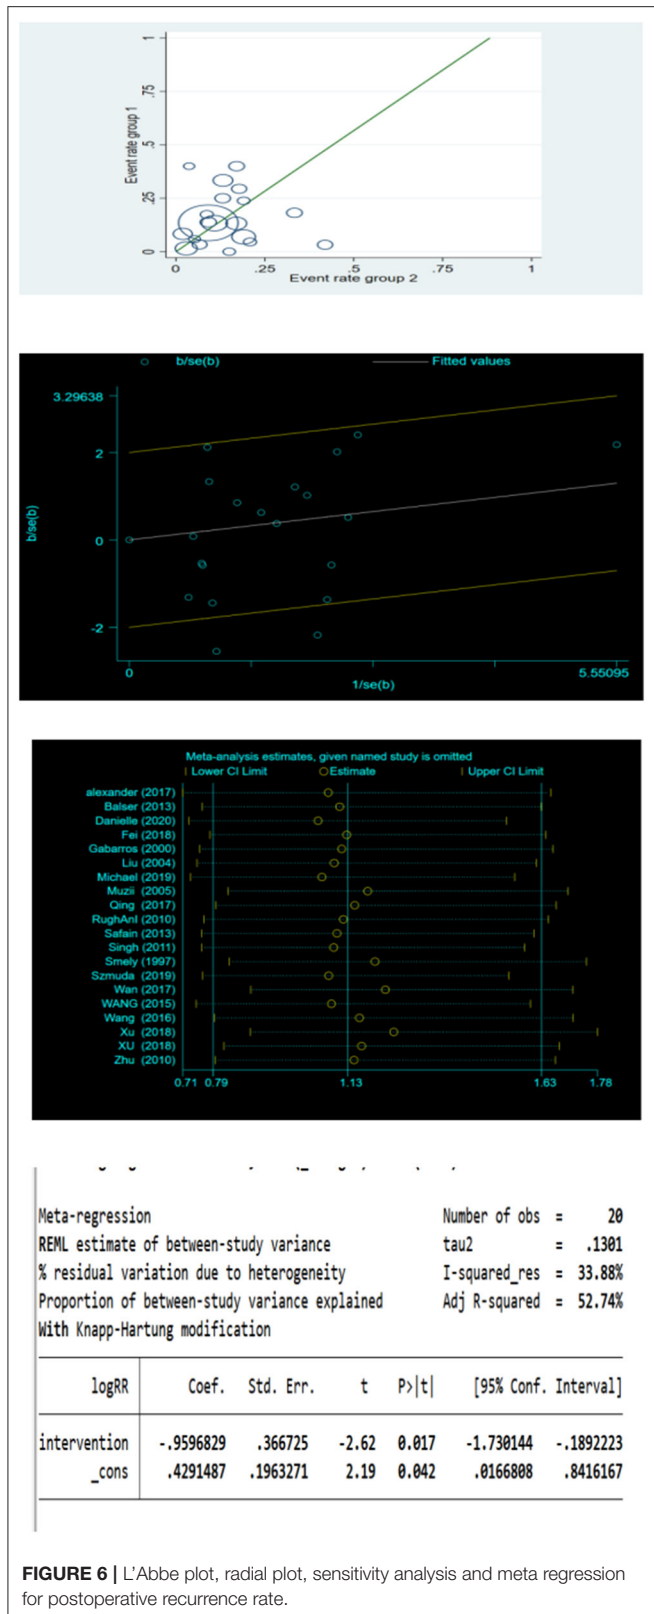 1
.75
.5
.25
0
Event rate group 1
0 .25 .5 .75 1
Event rate group 2
b/se(b) Fitted values
3.29638
2
0
-2
b/se(b)
0 5.55095
1/se(b)
Meta-analysis estimates, given named study is omitted
Lower CI Limit Estimate Upper CI Limit
alexander (2017)
Balser (2013)
Danielle (2020)
Fei (2018)
Gabarros (2000)
Liu (2004)
Michael (2019)
Muzii (2005)
Qing (2017)
RughAnI (2010)
Safain (2013)
Singh (2011)
Smely (1997)
Szmuda (2019)
Wan (2017)
WANG (2015)
Wang (2016)
Xu (2018)
XU (2018)
Zhu (2010)
0.71 0.79 1.13 1.63 1.78
Meta-regression Number of obs = 20
REML estimate of between-study variance tau2 = .1301
% residual variation due to heterogeneity I-squared_res = 33.88%
Proportion of between-study variance explained Adj R-squared = 52.74%
With Knapp-Hartung modification
logRR Coef. Std. Err. t P>|t| [95% Conf. Interval]
intervention -.9596829 .366725 -2.62 0.017 -1.730144 -.1892223
_cons .4291487 .1963271 2.19 0.042 .0166808 .8416167
FIGURE 6 | L'Abbe plot, radial plot, sensitivity analysis and meta regression
for postoperative recurrence rate.